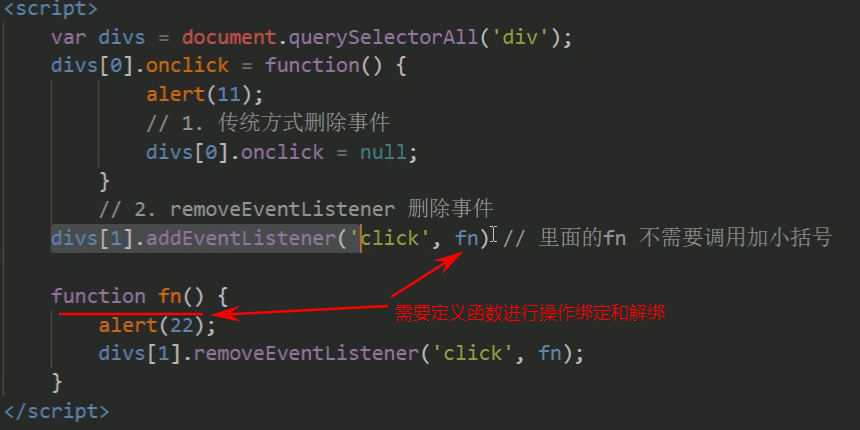 <script>
var divs = document.querySelectorAll('div');
divs[0].onclick = function() {
alert(11);
// 1. 传统方式删除事件
divs[0].onclick = null;
}
// 2. removeEventListener 删除事件
divs[1].addEventListener('click', fn) // 里面的fn 不需要调用加小括号
function fn() {
需要定义函数进行操作绑定和解绑
alert(22);
divs[1].removeEventListener('click', fn);
}
</script>